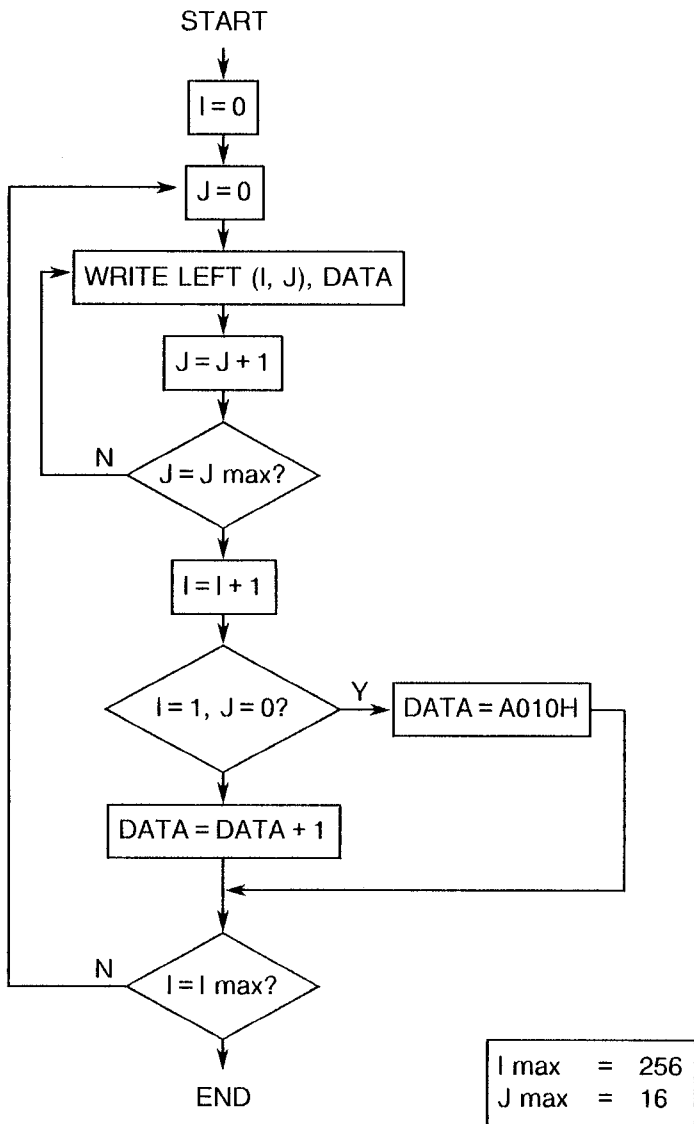 START
I = 0
J = 0
WRITE LEFT (I, J), DATA
J = J + 1
N
J = J max?
I = I + 1
I = 1, J = 0?
Y
DATA = A010H
DATA = DATA + 1
N
I = I max?
END
I max = 256
J max = 16